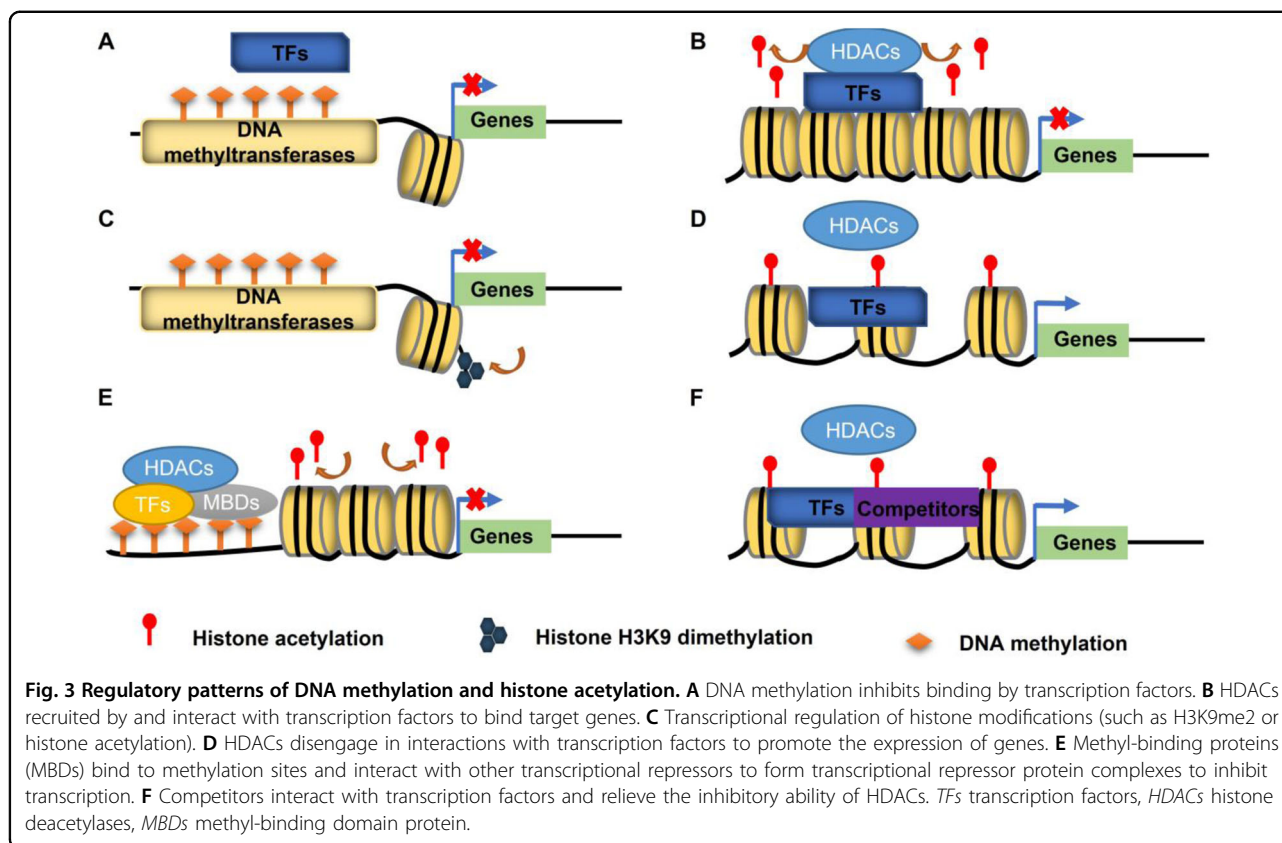 A
TFs
DNA
methyltransferases
Genes
B
HDACs
TFs
Genes
C
DNA
methyltransferases
Genes
D
HDACs
TFs
Genes
E
HDACs
TFs
MBDs
Genes
F
HDACs
TFs
Competitors
Genes
Histone acetylation
Histone H3K9 dimethylation
DNA methylation
Fig. 3 Regulatory patterns of DNA methylation and histone acetylation. A DNA methylation inhibits binding by transcription factors. B HDACs
recruited by and interact with transcription factors to bind target genes. C Transcriptional regulation of histone modifications (such as H3K9me2 or
histone acetylation). D HDACs disengage in interactions with transcription factors to promote the expression of genes. E Methyl-binding proteins
(MBDs) bind to methylation sites and interact with other transcriptional repressors to form transcriptional repressor protein complexes to inhibit
transcription. F Competitors interact with transcription factors and relieve the inhibitory ability of HDACs. TFs transcription factors, HDACs histone
deacetylases, MBDs methyl-binding domain protein.